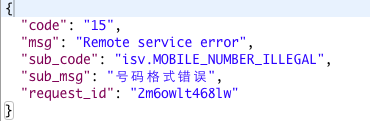 {
"code": "15",
"msg": "Remote service error",
"sub_code": "isv.MOBILE_NUMBER_ILLEGAL",
"sub_msg": "号码格式错误",
"request_id": "2m6owlt468lw"
}